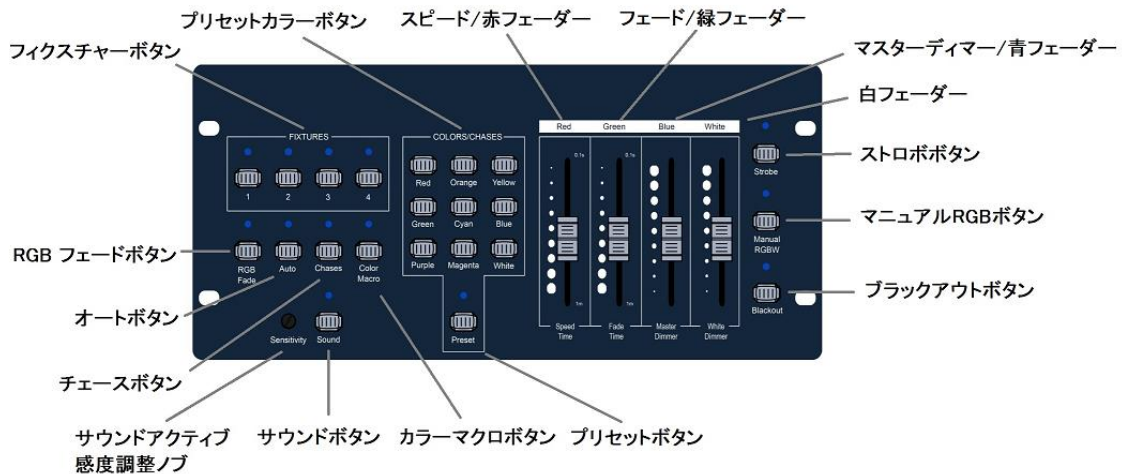 プリセットカラーボタン
スピード/赤フェーダー
フェード/緑フェーダー
フィクスチャーボタン
マスターディマー/青フェーダー
白フェーダー
Red
Green
Blue
White
FIXTURES
COLORS/CHASES
0.1s
0.1s
ストロボボタン
Strobe
Red
Orange
Yellow
1
2
3
4
Green
Cyan
Blue
マニュアルRGBボタン
Manual
RGBW
RGB フェードボタン
RGB
Fade
Auto
Chases
Color
Macro
Purple
Magenta
White
ブラックアウトボタン
Blackout
1m
1m
オートボタン
Sensitivity
Sound
Preset
Speed
Time
Fade
Time
Master
Dimmer
White
Dimmer
チェースボタン
サウンドアクティブ
感度調整ノブ
サウンドボタン
カラーマクロボタン
プリセットボタン